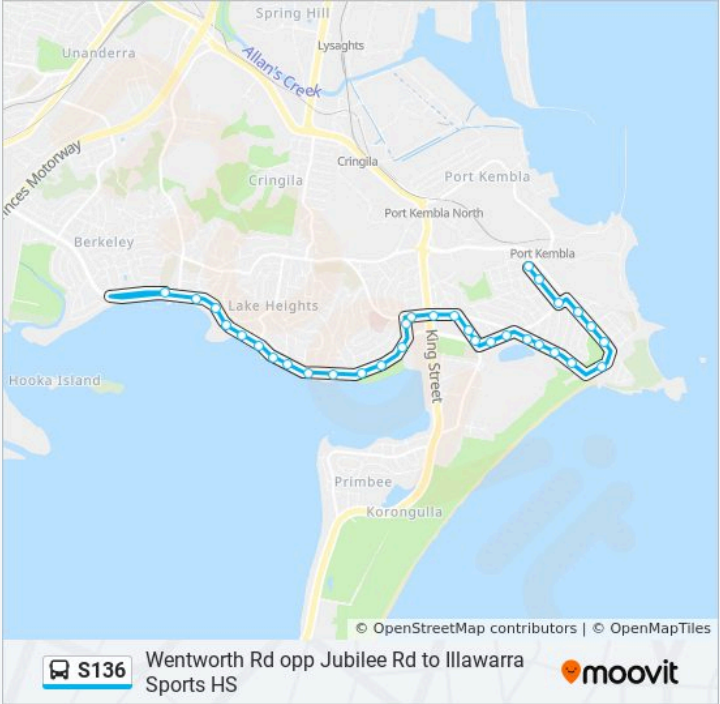 Spring Hill
Lysaghts
Unanderra
Allan's Creek
inces Motorway
Cringila
Port Kembla
Cringila
Port Kembla North
Berkeley
Port Kembla
Lake Heights
King Street
Hooka Island
Primbee
Korongulla
© OpenStreetMap contributors | © OpenMapTiles
S136
Wentworth Rd opp Jubilee Rd to Illawarra
Sports HS
moovit